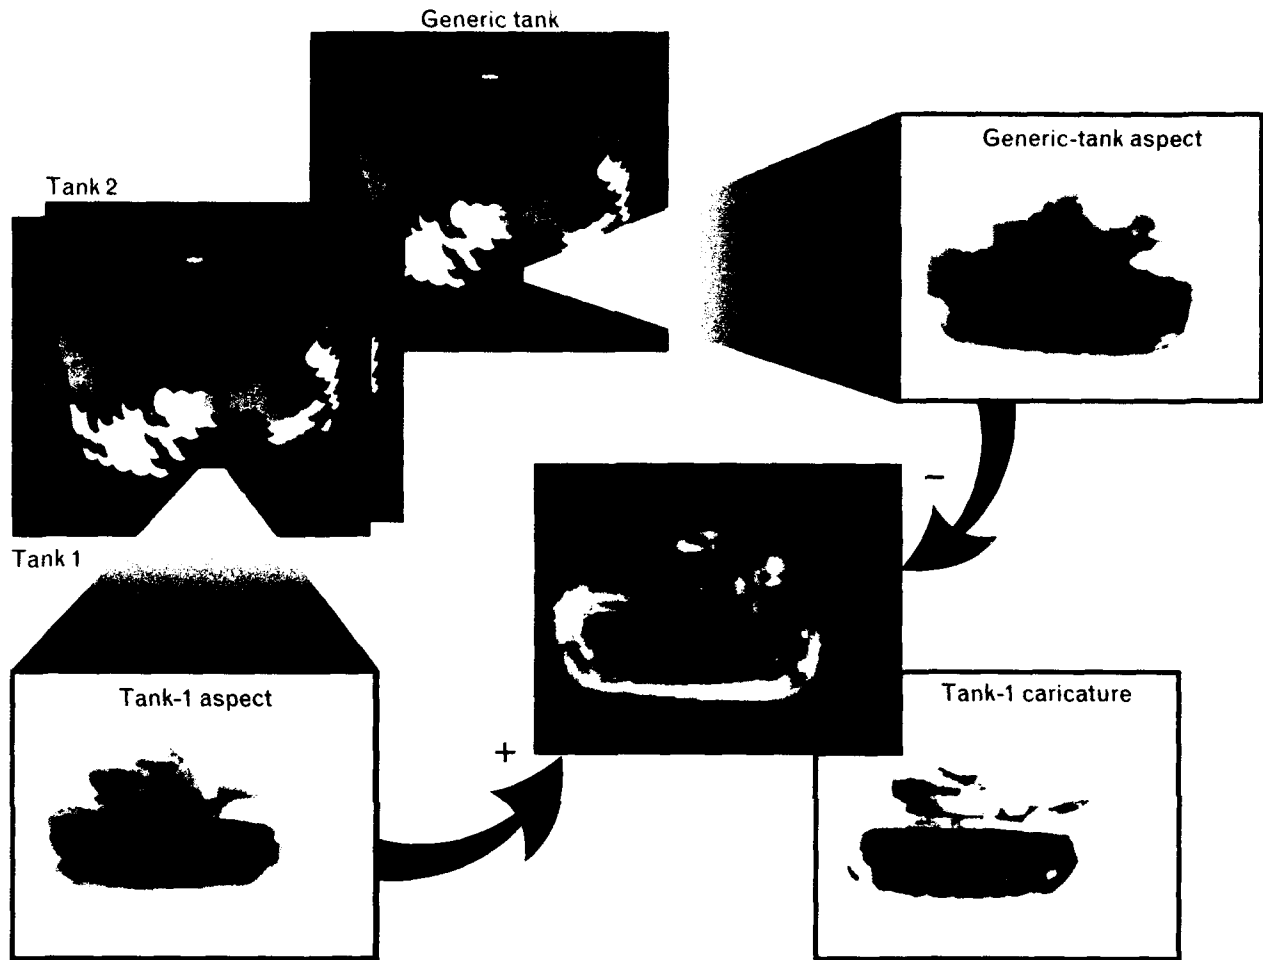 Generic tank
Generic-tank aspect
Tank 2
−
Tank 1
Tank-1 aspect
Tank-1 caricature
+